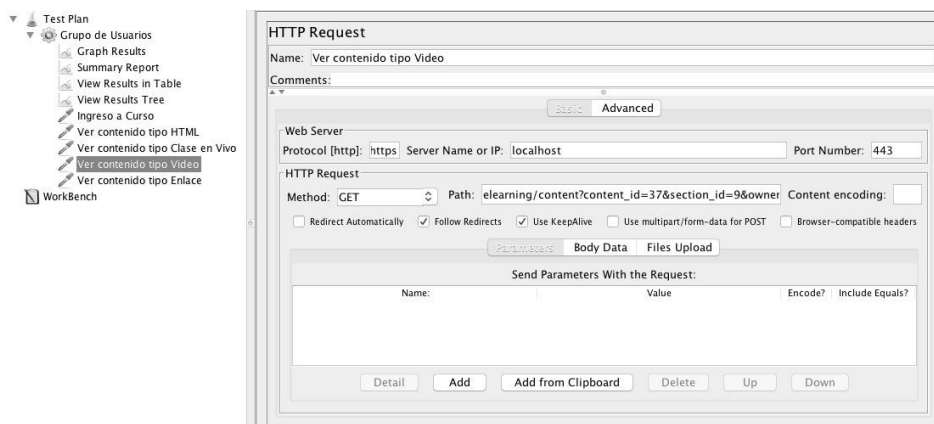 Test Plan
Grupo de Usuarios
Graph Results
Summary Report
View Results in Table
View Results Tree
Ingreso a Curso
Ver contenido tipo HTML
Ver contenido tipo Clase en Vivo
Ver contenido tipo Video
Ver contenido tipo Enlace
WorkBench
HTTP Request
Name: Ver contenido tipo Video
Comments:
Basic Advanced
Web Server
Protocol [http]: https Server Name or IP: localhost Port Number: 443
HTTP Request
Method: GET Path: elearning/content?content_id=37&section_id=9&owner Content encoding:
Redirect Automatically Follow Redirects Use KeepAlive Use multipart/form-data for POST Browser-compatible headers
Parameters Body Data Files Upload
Send Parameters With the Request:
Name: Value Encode? Include Equals?
Detail Add Add from Clipboard Delete Up Down